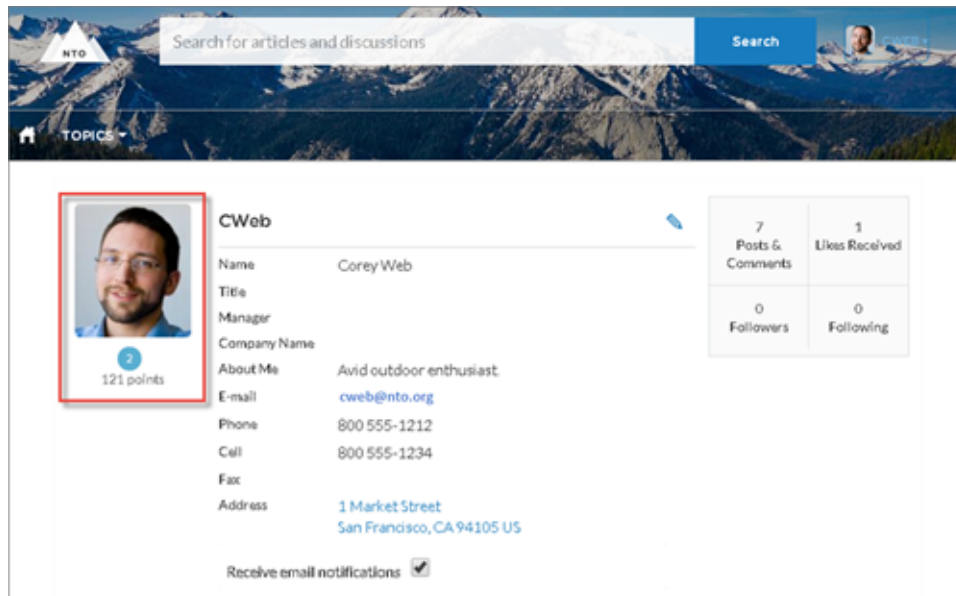 NTO
Search for articles and discussions
Search
CWEB
TOPICS
CWeb
Name Corey Web
Title
Manager
Company Name
About Me Avid outdoor enthusiast.
E-mail cweb@nto.org
Phone 800 555-1212
Cell 800 555-1234
Fax
Address 1 Market Street
San Francisco, CA 94105 US
Receive email notifications
2
121 points
7
Posts &
Comments
1
Likes Received
0
Followers
0
Following